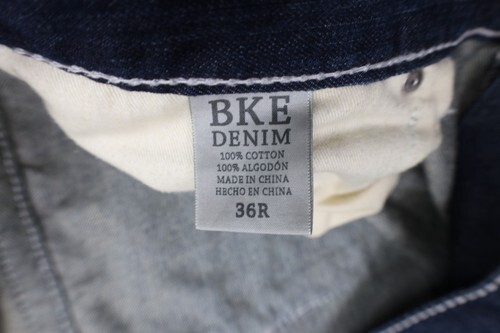 BKE
DENIM
100% COTTON
100% ALGODÓN
MADE IN CHINA
HECHO EN CHINA
36R